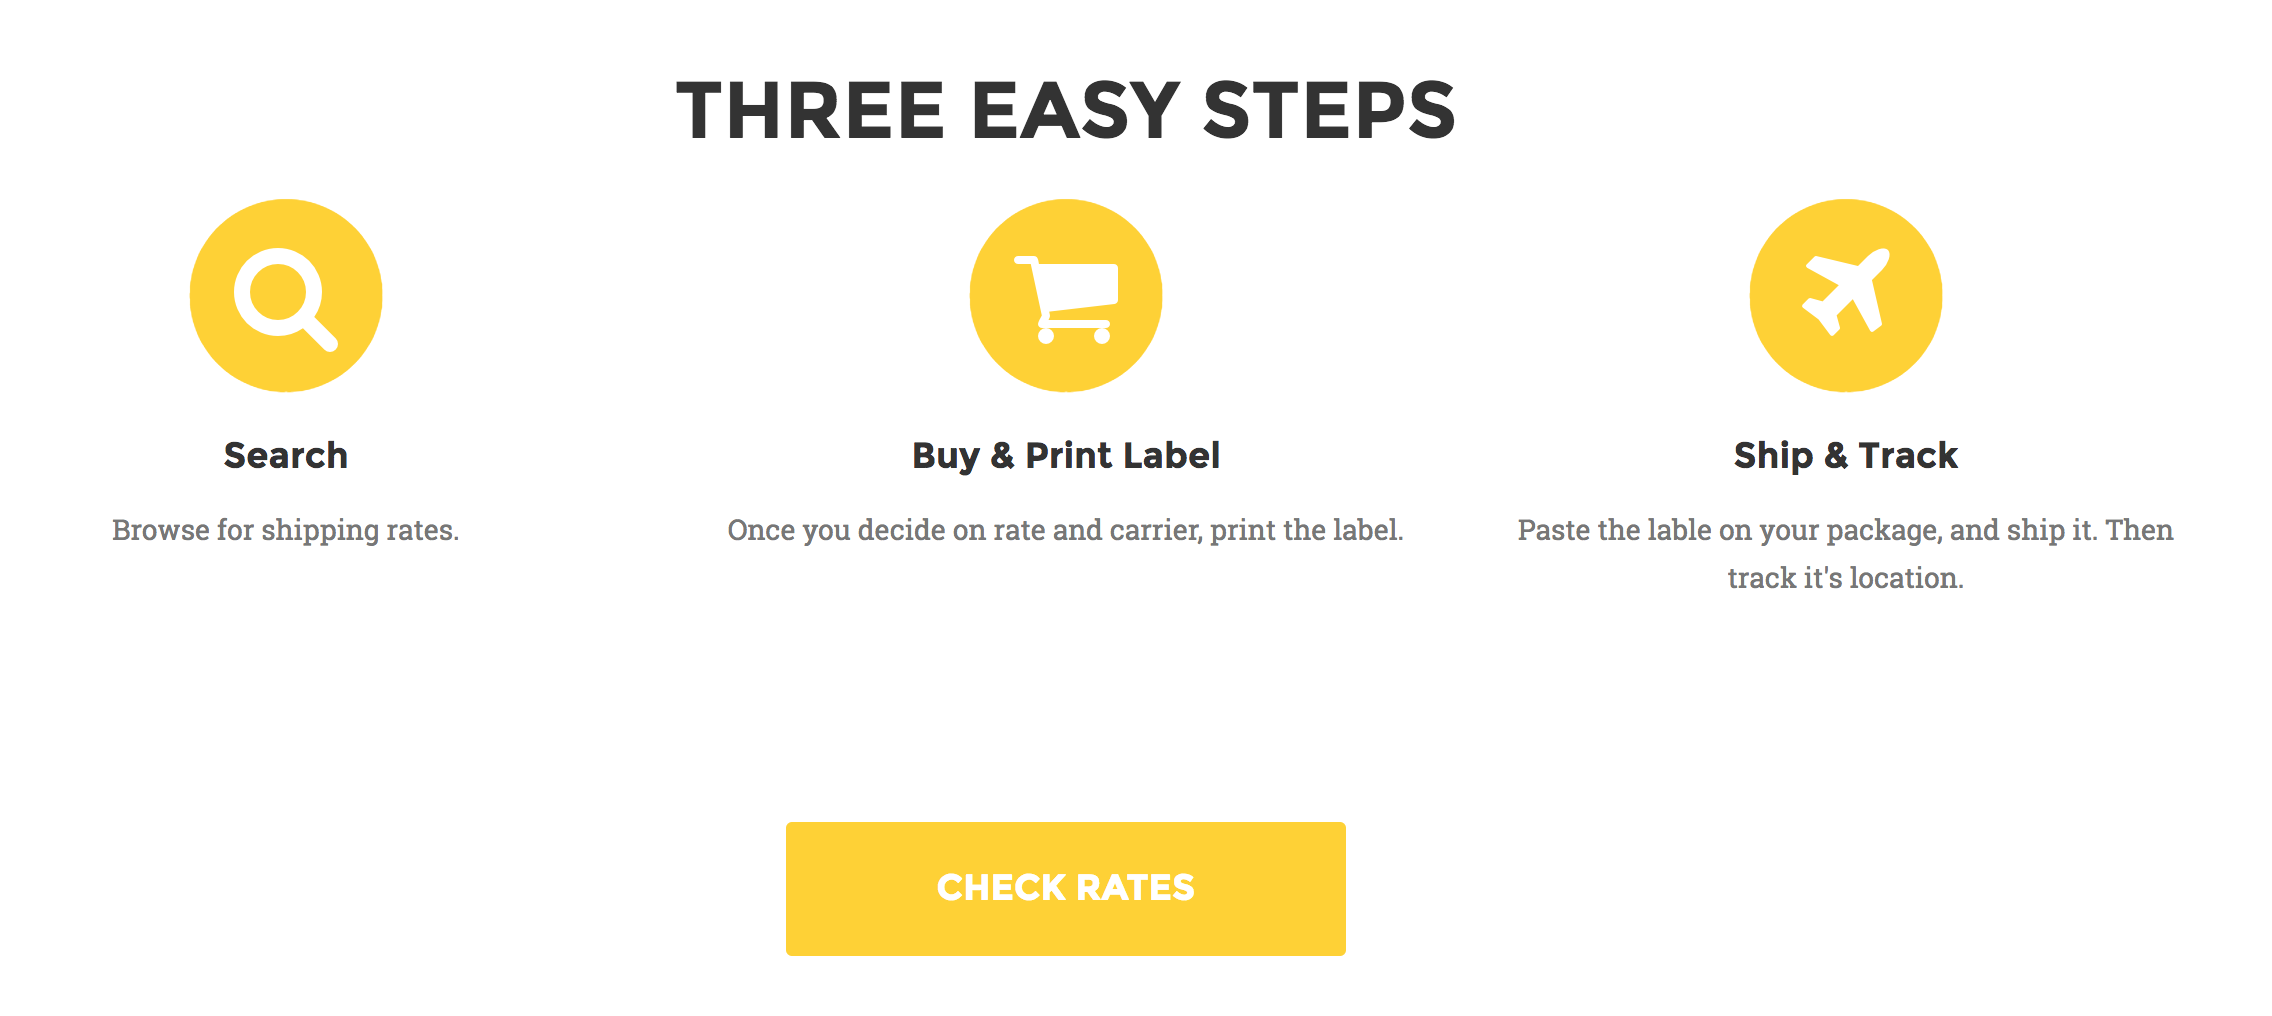 THREE EASY STEPS
Search
Browse for shipping rates.
Buy & Print Label
Once you decide on rate and carrier, print the label.
Ship & Track
Paste the lable on your package, and ship it. Then
track it's location.
CHECK RATES